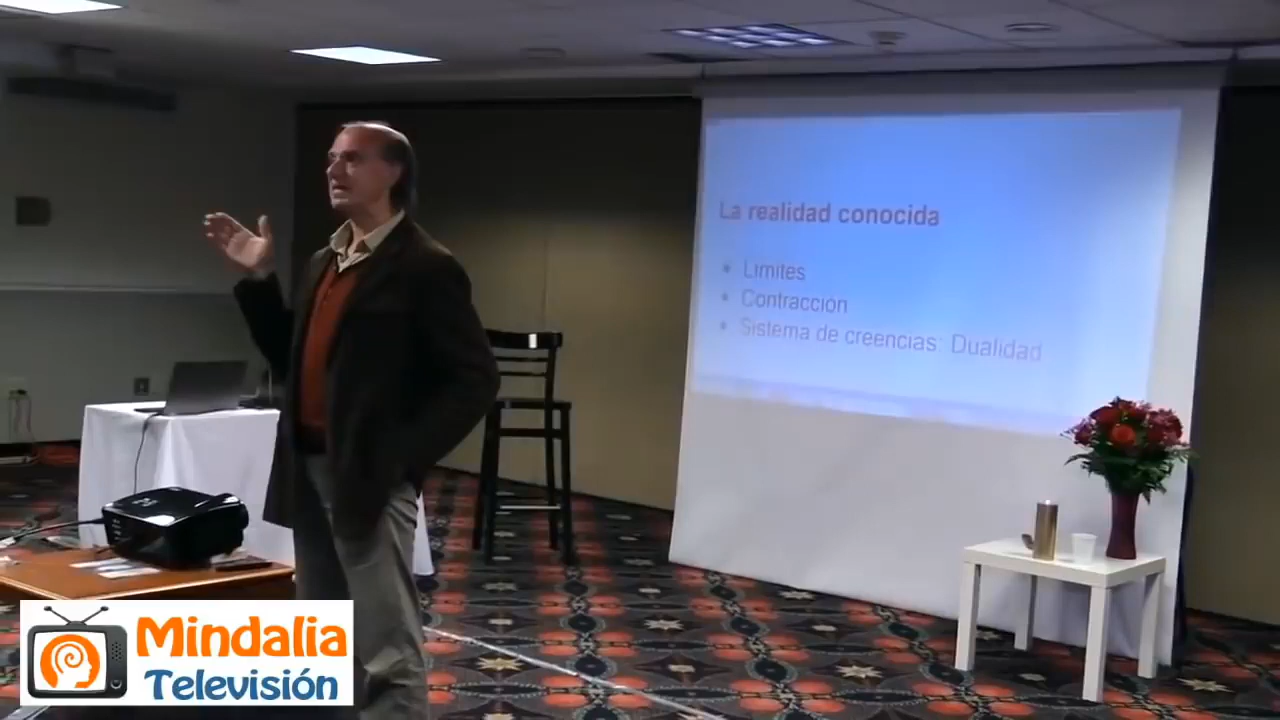 La realidad conocida
Limites
Contracción
Sistema de creencias: Dualidad
Mindalia
Televisión